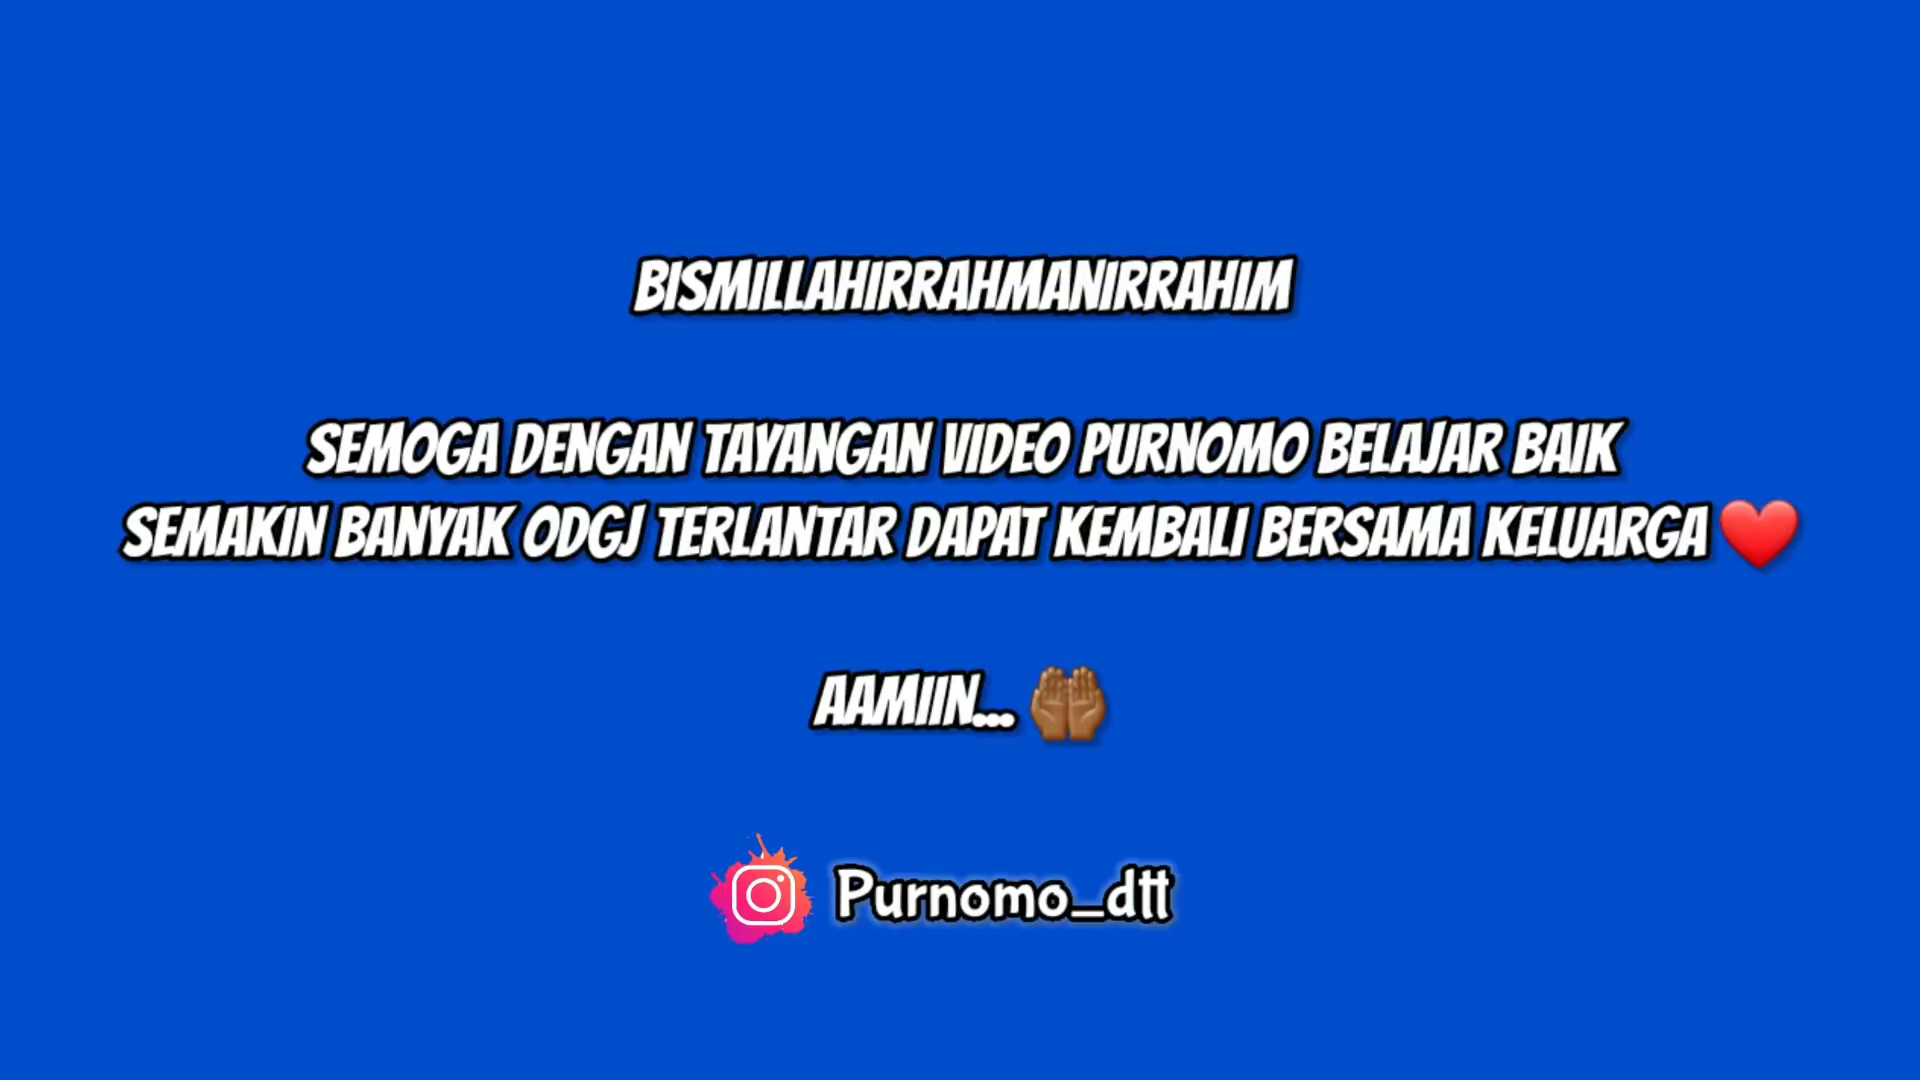 BISMILLAHIRRAHMANIRRAHIM
SEMOGA DENGAN TAYANGAN VIDEO PURNOMO BELAJAR BAIK
SEMAKIN BANYAK ODGJ TERLANTAR DAPAT KEMBALI BERSAMA KELUARGA ❤️
AAMIIN... 🤲🏾
Purnomo_dtt